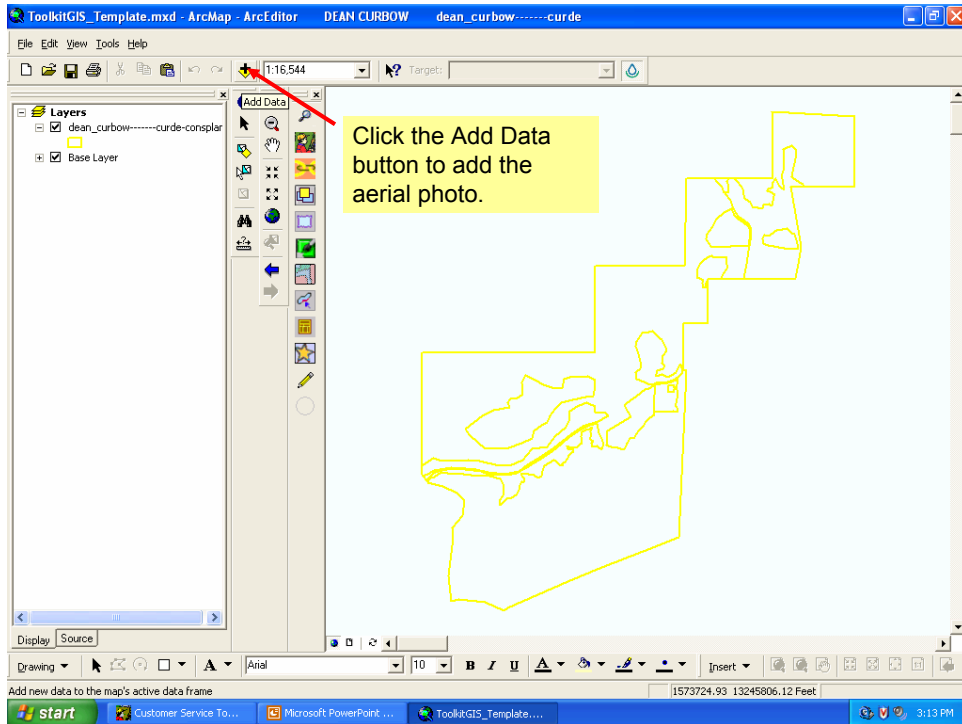 ToolkitGIS_Template.mxd - ArcMap - ArcEditor DEAN CURBOW dean_curbow-------curde
File Edit View Tools Help
1:16,544
Target:
Add Data
Layers
dean_curbow-------curde-consplar
Base Layer
Click the Add Data
button to add the
aerial photo.
Display Source
Drawing A Arial 10 B I U A Insert
Add new data to the map's active data frame
1573724.93 13245806.12 Feet
start Customer Service To... Microsoft PowerPoint ... ToolkitGIS_Template.... 3:13 PM